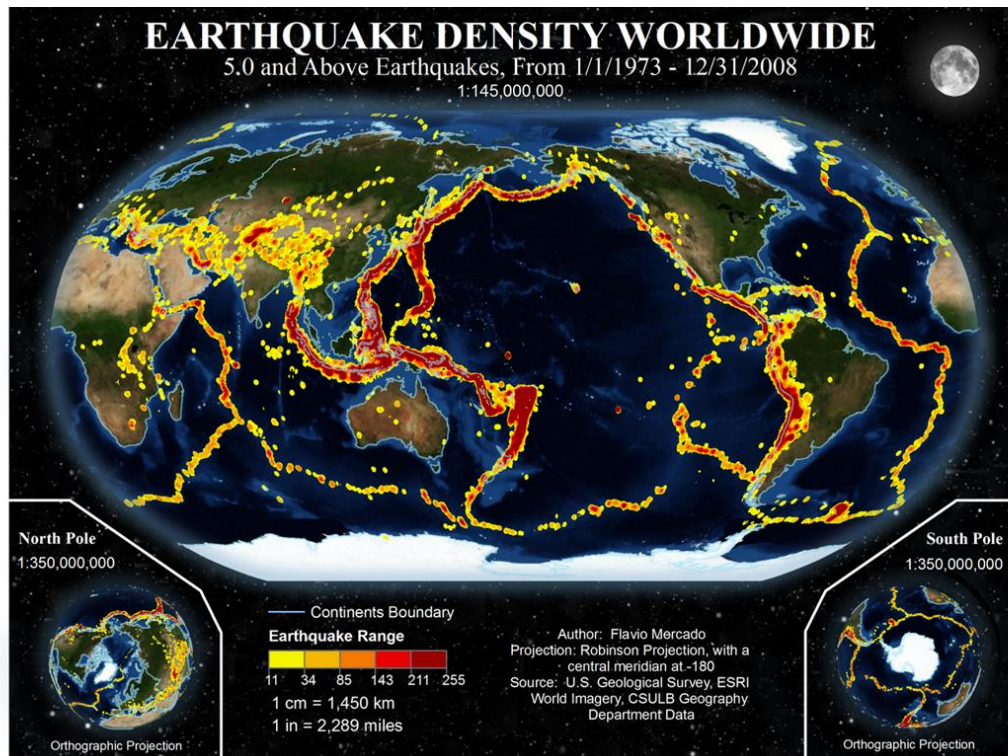 EARTHQUAKE DENSITY WORLDWIDE
5.0 and Above Earthquakes, From 1/1/1973 - 12/31/2008
1:145,000,000
North Pole
1:350,000,000
Orthographic Projection
Continents Boundary
Earthquake Range
11 34 85 143 211 255
1 cm = 1,450 km
1 in = 2,289 miles
Author: Flavio Mercado
Projection: Robinson Projection, with a
central meridian at -180
Source: U.S. Geological Survey, ESRI
World Imagery, CSULB Geography
Department Data
South Pole
1:350,000,000
Orthographic Projection